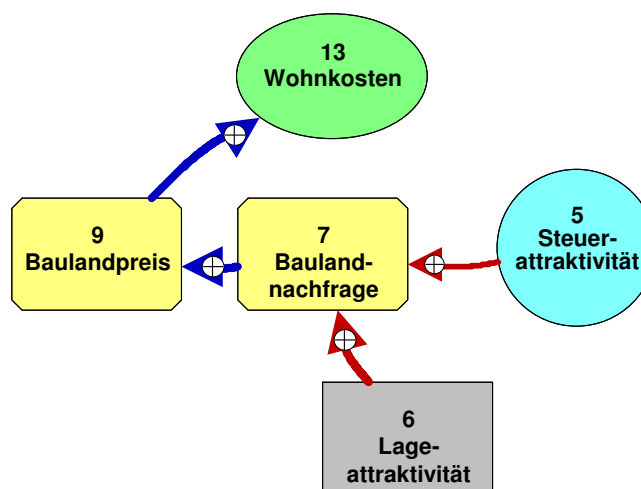 13
Wohnkosten
9
Baulandpreis
7
Bauland-
nachfrage
5
Steuer-
attraktivität
6
Lage-
attraktivität